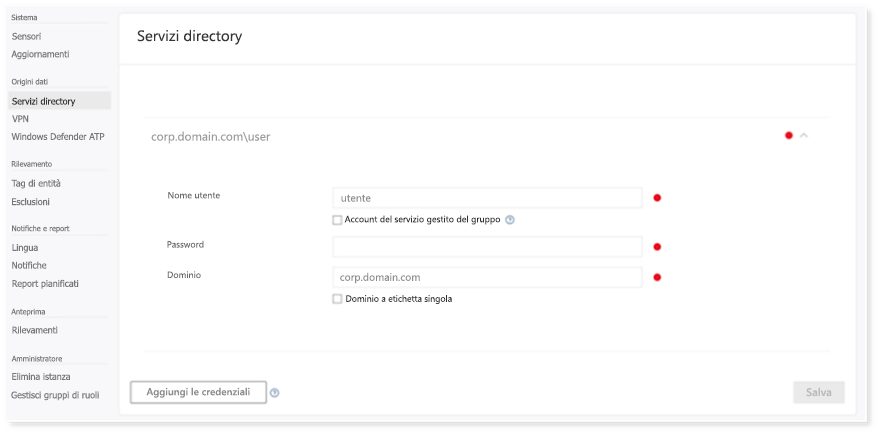 Sistema
Sensori
Aggiornamenti
Origini dati
Servizi directory
VPN
Windows Defender ATP
Rilevamento
Tag di entità
Esclusioni
Notifiche e report
Lingua
Notifiche
Report pianificati
Anteprima
Rilevamenti
Amministratore
Elimina istanza
Gestisci gruppi di ruoli
Servizi directory
corp.domain.com\user
Nome utente
utente
Account del servizio gestito del gruppo
Password
Dominio
corp.domain.com
Dominio a etichetta singola
Aggiungi le credenziali
Salva